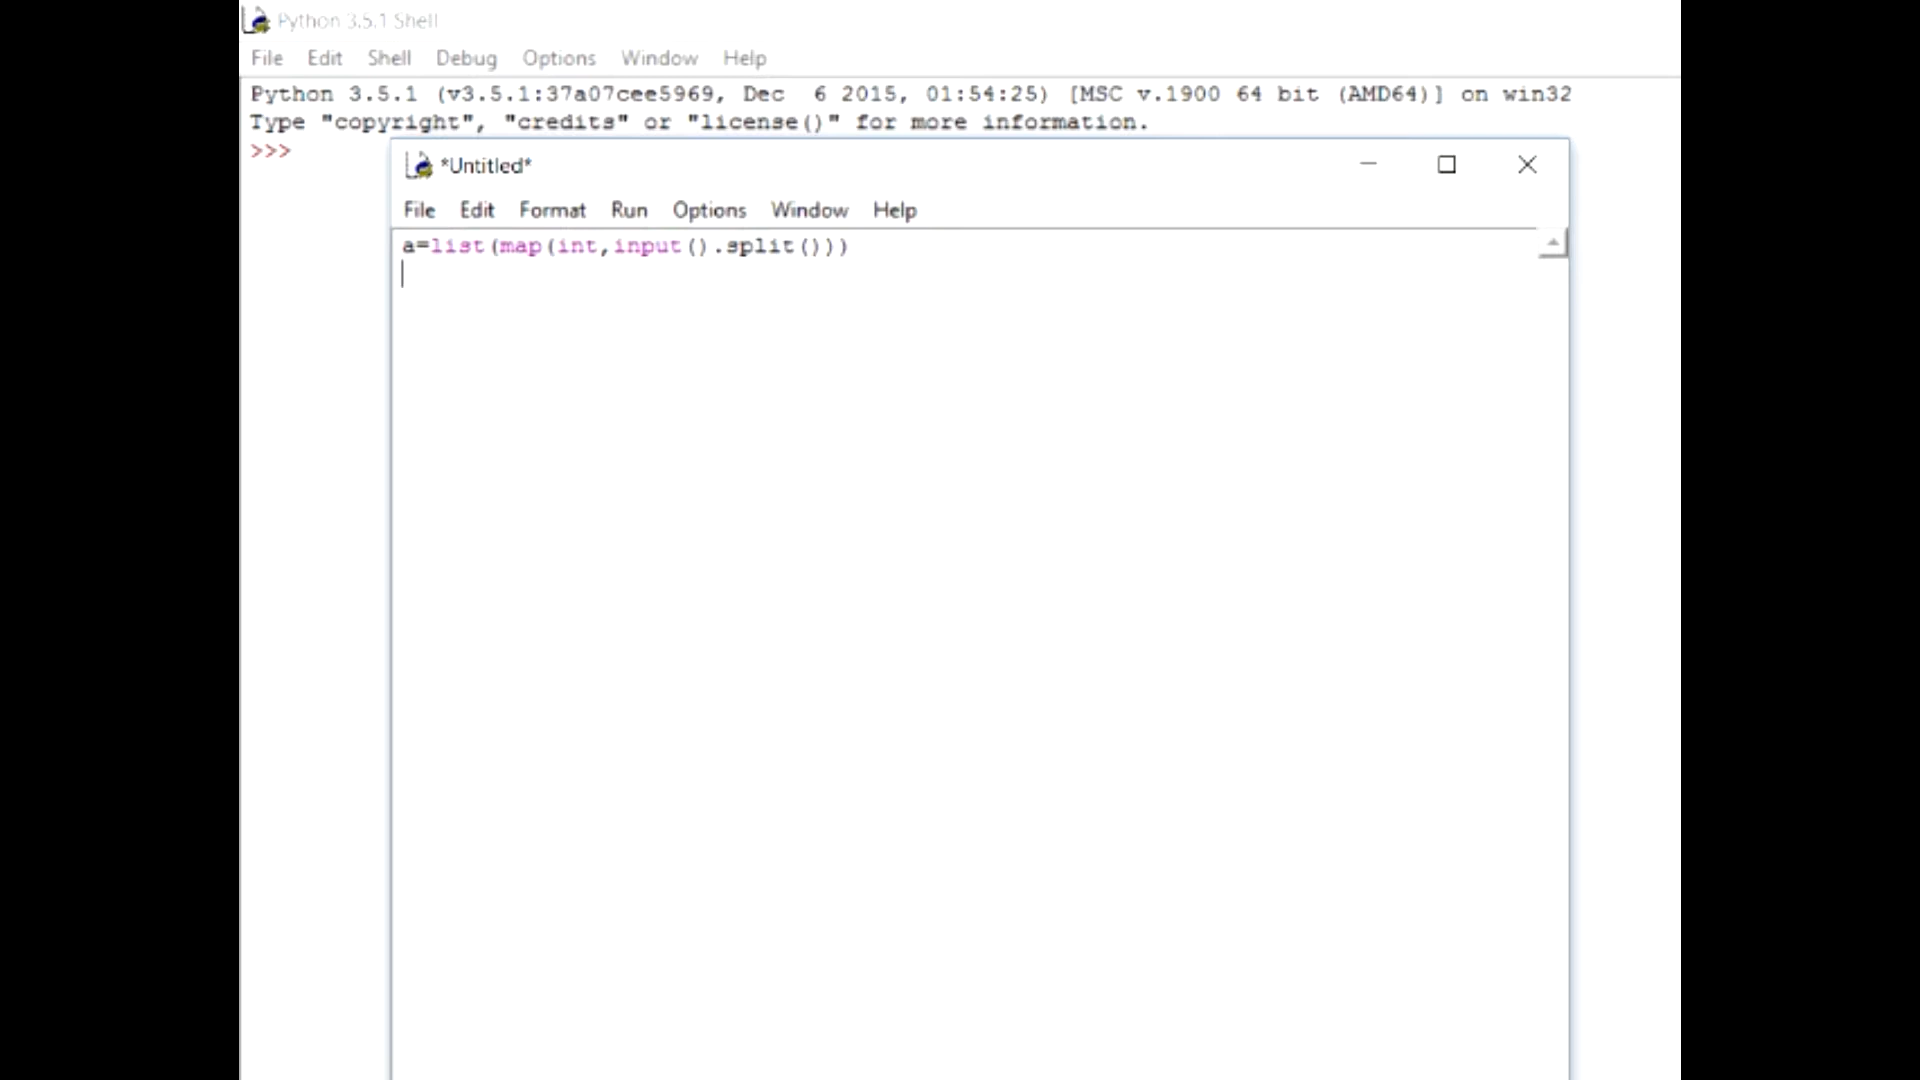 Python 3.5.1 Shell
File Edit Shell Debug Options Window Help
Python 3.5.1 (v3.5.1:37a07cee5969, Dec  6 2015, 01:54:25) [MSC v.1900 64 bit (AMD64)] on win32
Type "copyright", "credits" or "license()" for more information.
>>>
*Untitled*
File Edit Format Run Options Window Help
a=list(map(int,input().split()))